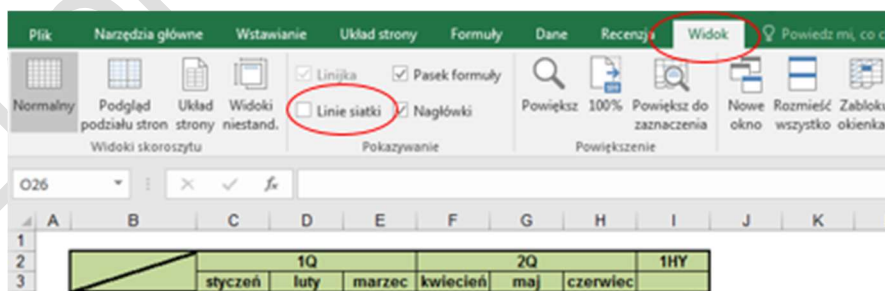 Plik Narzędzia główne Wstawianie Układ strony Formuły Dane Recenzja Widok Powiedz mi, co
Linijka Pasek formuły
Linie siatki Nagłówki
Normalny Podgląd podziału stron Układ strony Widoki niestand.
Powiększ 100% Powiększ do zaznaczenia Nowe okno Rozmieść wszystko
okienka
Widoki skoroszytu Pokazywanie Powiększenie
O26 fx
A B C D E F G H I J K
1
2 1Q 2Q 1HY
3 styczeń luty marzec kwiecień maj czerwiec